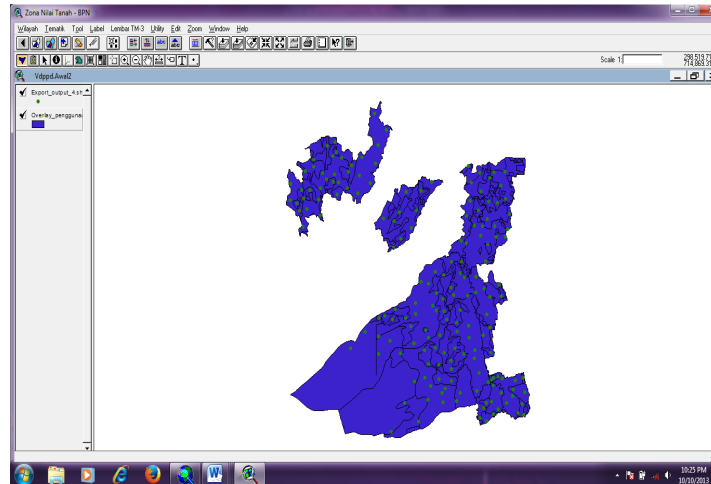 Zona Nilai Tanah - BPN
Wilayah Tematik Tool Label Lembar TM-3 Utility Edit Zoom Window Help
Scale 1:
Vdppd.Awal2
Export_output_4.sh
Overlay_pengguna
10:25 PM
10/10/2013